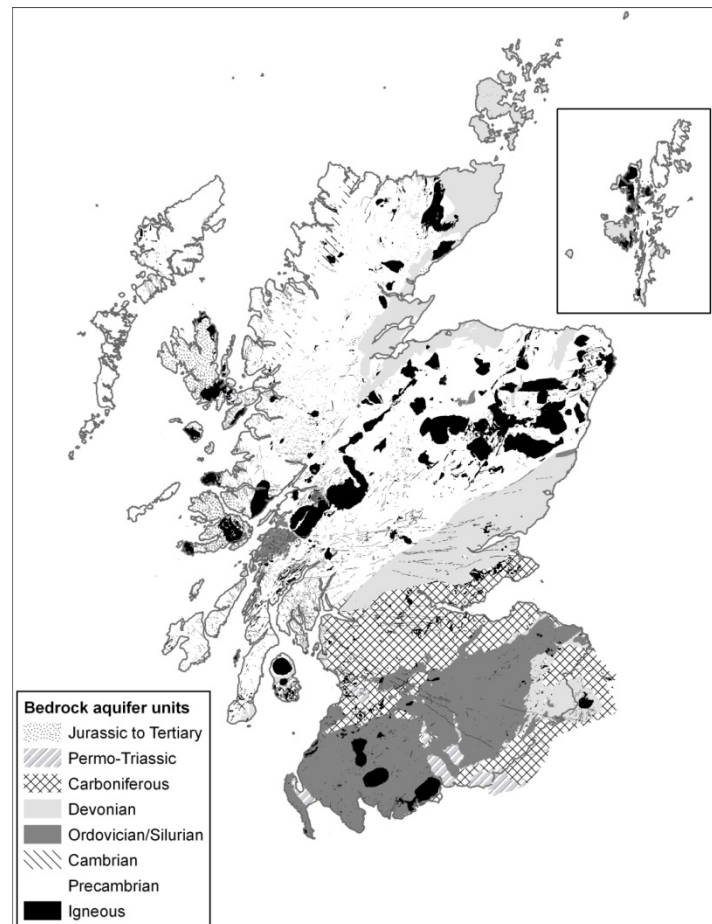 Bedrock aquifer units
Jurassic to Tertiary
Permo-Triassic
Carboniferous
Devonian
Ordovician/Silurian
Cambrian
Precambrian
Igneous